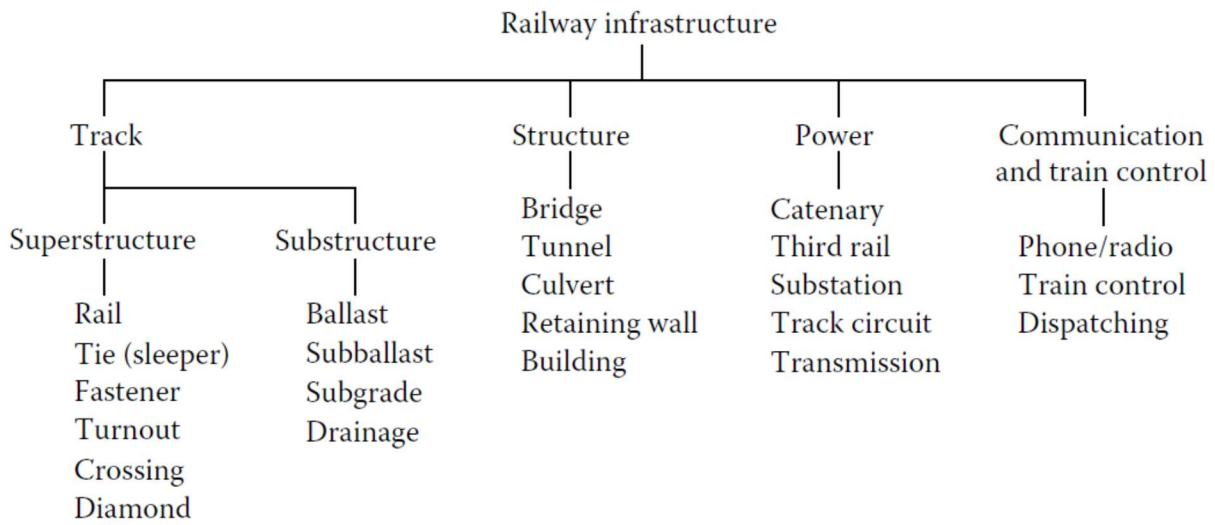 Railway infrastructure
Track
Structure
Power
Communication
and train control
Superstructure
Substructure
Rail
Tie (sleeper)
Fastener
Turnout
Crossing
Diamond
Ballast
Subballast
Subgrade
Drainage
Bridge
Tunnel
Culvert
Retaining wall
Building
Catenary
Third rail
Substation
Track circuit
Transmission
Phone/radio
Train control
Dispatching